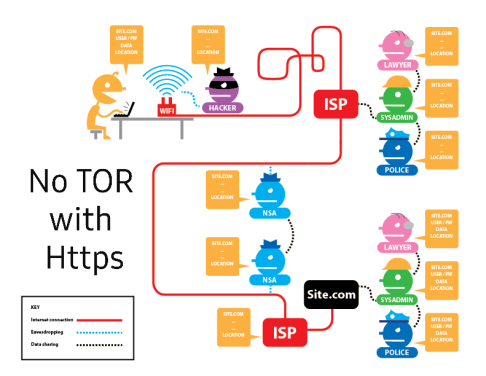 SITE.COM
USER / PW
DATA
LOCATION
SITE.COM
...
...
LOCATION
WIFI
HACKER
ISP
SITE.COM
...
...
LOCATION
LAWYER
SITE.COM
...
...
LOCATION
SYSADMIN
SITE.COM
...
...
LOCATION
POLICE
No TOR
with
Https
SITE.COM
...
...
LOCATION
NSA
SITE.COM
...
...
LOCATION
NSA
SITE.COM
USER / PW
DATA
LOCATION
LAWYER
SITE.COM
USER / PW
DATA
LOCATION
SYSADMIN
SITE.COM
USER / PW
DATA
LOCATION
POLICE
Site.com
SITE.COM
...
...
LOCATION
ISP
KEY
Internet connection
Eavesdropping
Data sharing